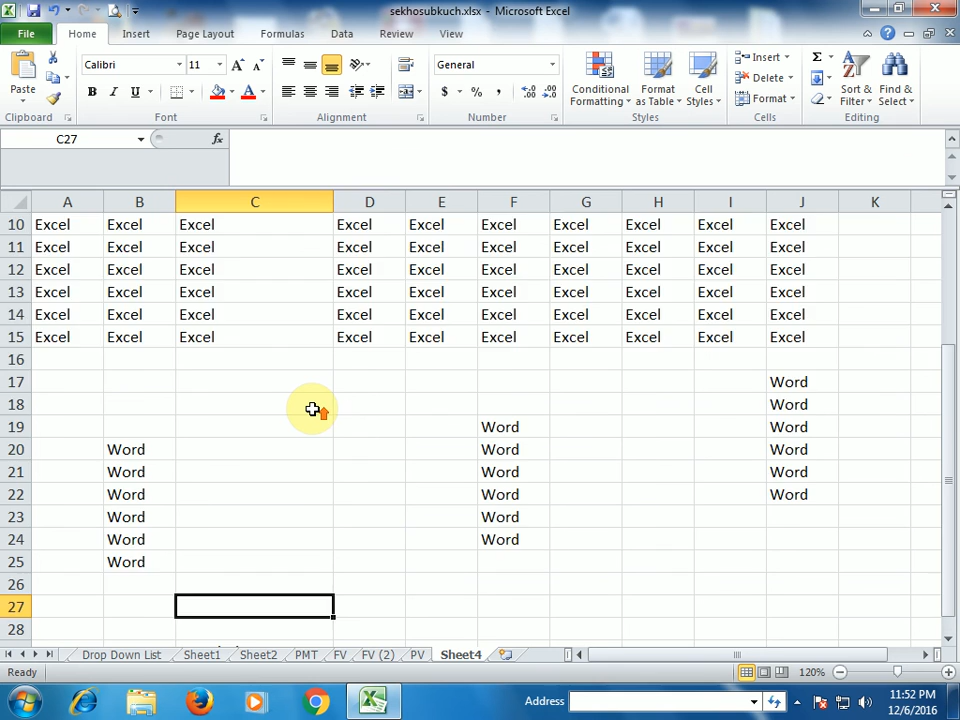 sekhosubkuch.xlsx - Microsoft Excel
File Home Insert Page Layout Formulas Data Review View
Calibri 11 General
Paste B I U $ % , Conditional Formatting Format as Table Cell Styles Insert Delete Format Sort & Filter Find & Select
Clipboard Font Alignment Number Styles Cells Editing
C27 fx
A B C D E F G H I J K
10 Excel Excel Excel Excel Excel Excel Excel Excel Excel Excel
11 Excel Excel Excel Excel Excel Excel Excel Excel Excel Excel
12 Excel Excel Excel Excel Excel Excel Excel Excel Excel Excel
13 Excel Excel Excel Excel Excel Excel Excel Excel Excel Excel
14 Excel Excel Excel Excel Excel Excel Excel Excel Excel Excel
15 Excel Excel Excel Excel Excel Excel Excel Excel Excel Excel
16
17 Word
18 Word
19 Word Word
20 Word Word Word
21 Word Word Word
22 Word Word Word
23 Word Word
24 Word Word
25 Word
26
27
28
Drop Down List Sheet1 Sheet2 PMT FV FV (2) PV Sheet4
Ready 120%
Address 11:52 PM
12/6/2016